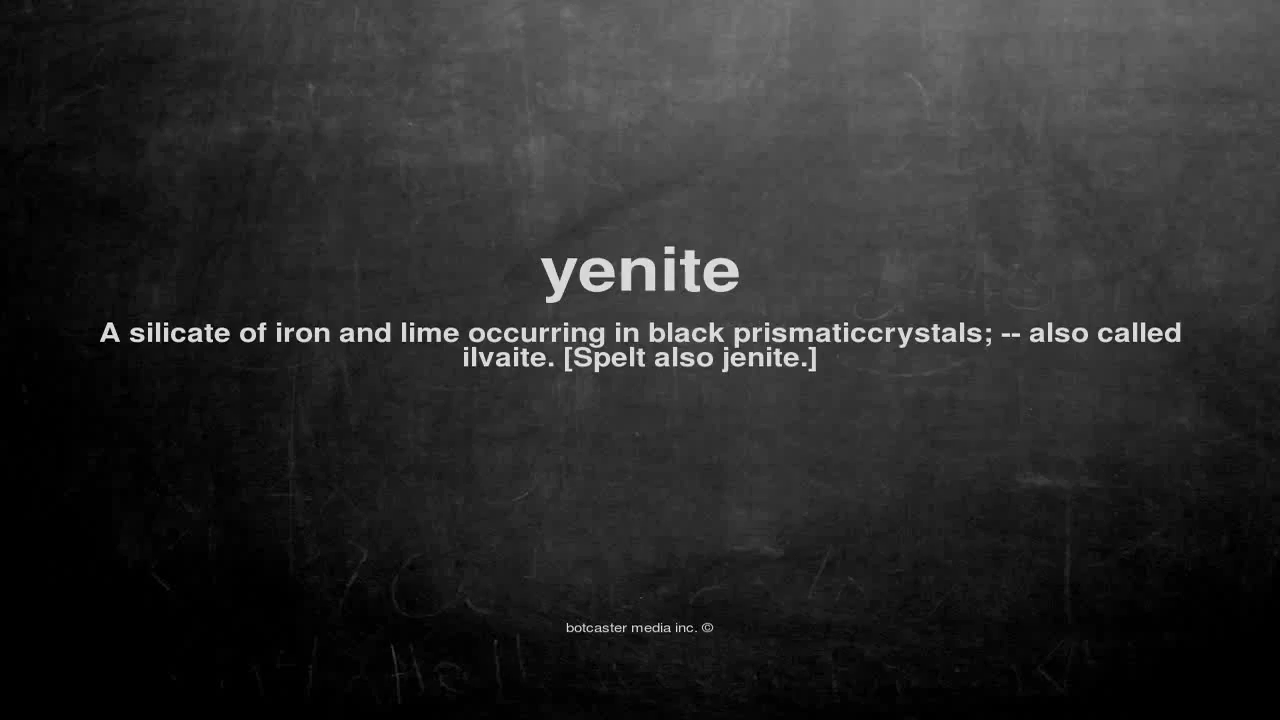 yenite
A silicate of iron and lime occurring in black prismaticcrystals; -- also called
ilvaite. [Spelt also jenite.]
botcaster media inc. ©